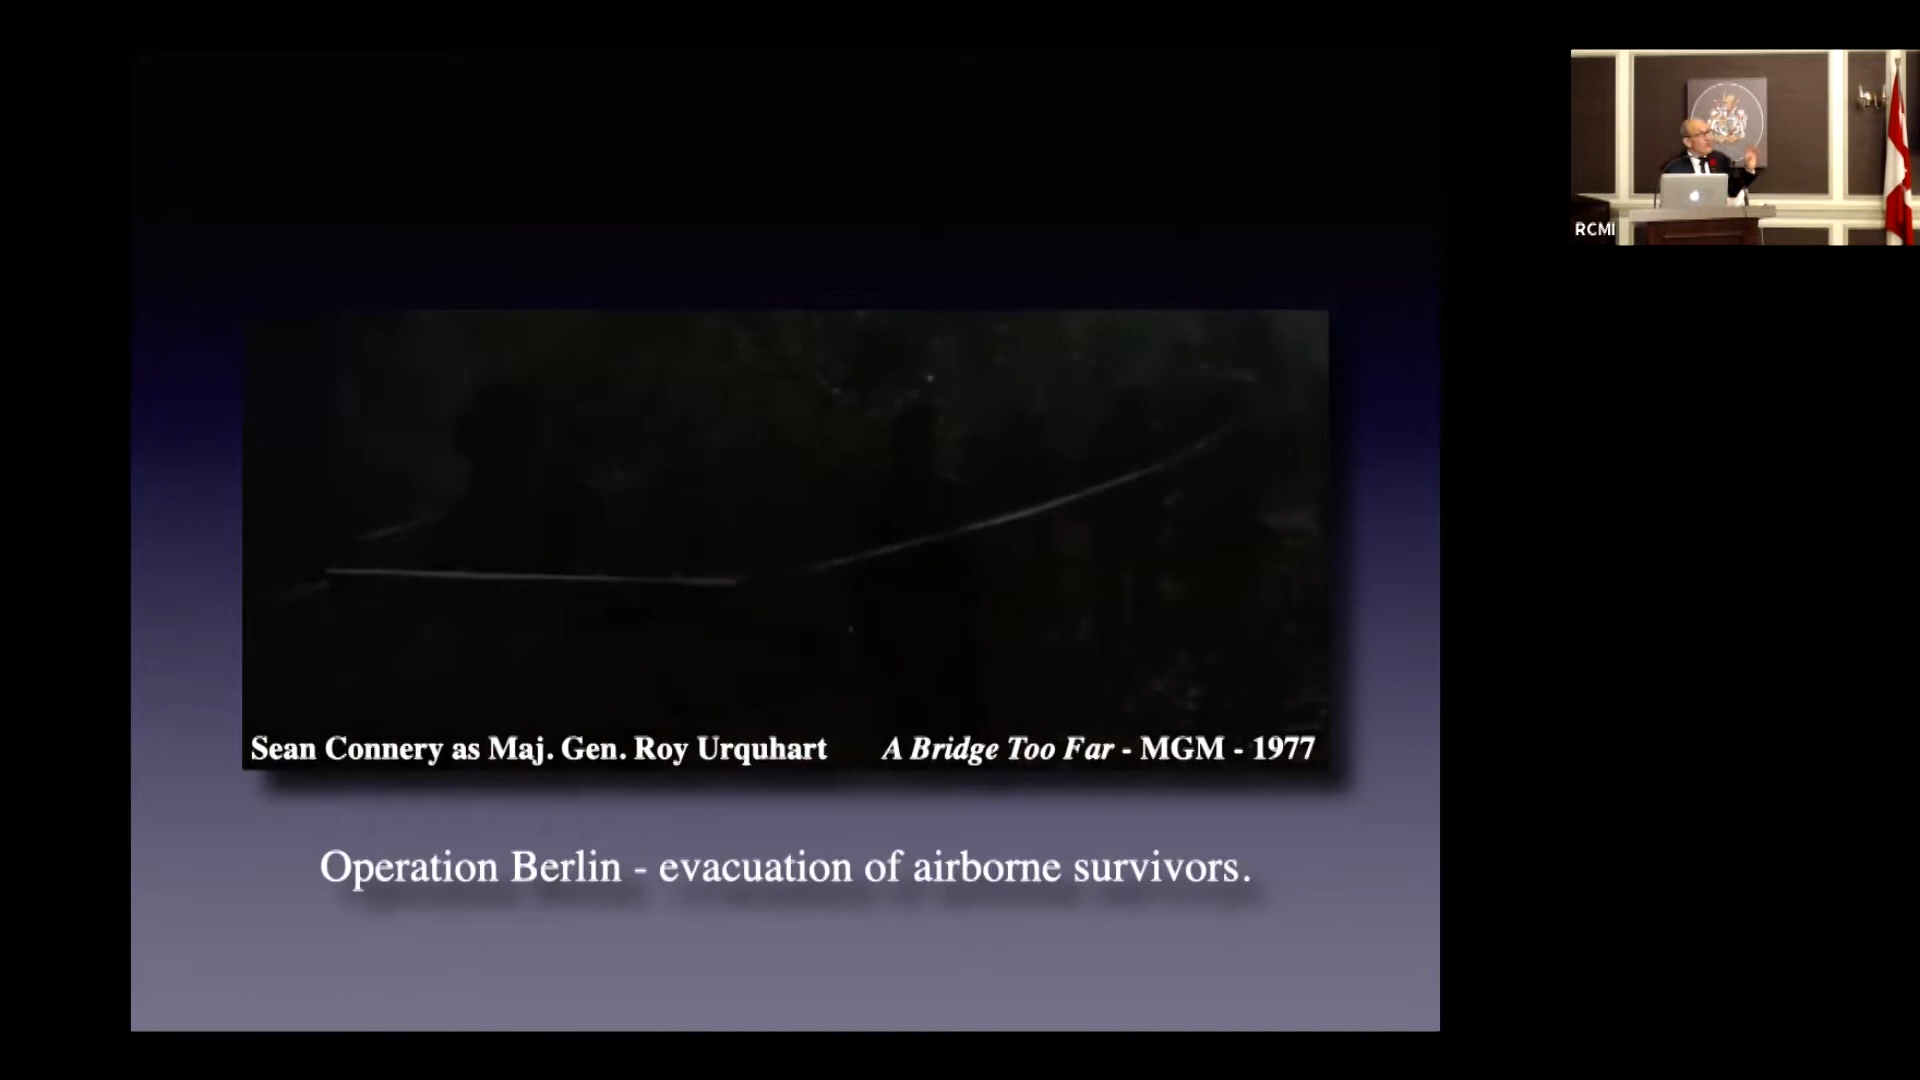 RCMI
Sean Connery as Maj. Gen. Roy Urquhart A Bridge Too Far - MGM - 1977
Operation Berlin - evacuation of airborne survivors.